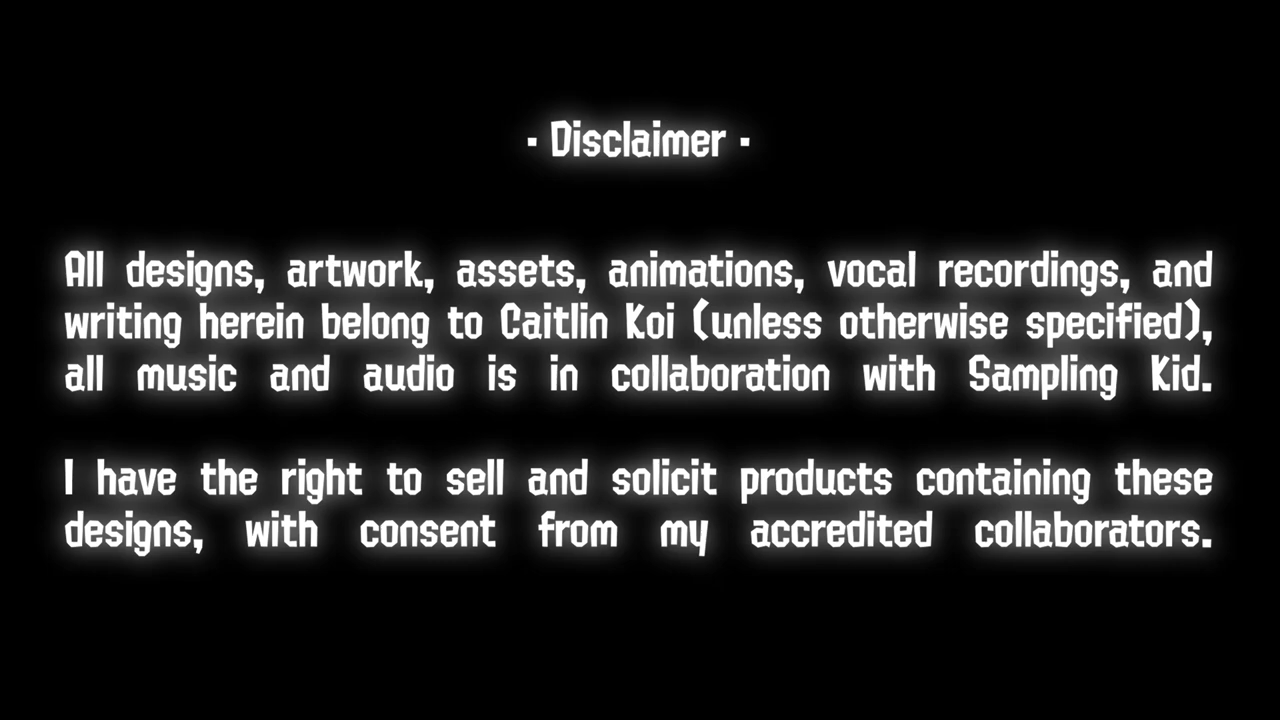 · Disclaimer ·
All designs, artwork, assets, animations, vocal recordings, and
writing herein belong to Caitlin Koi (unless otherwise specified),
all music and audio is in collaboration with Sampling Kid.
I have the right to sell and solicit products containing these
designs, with consent from my accredited collaborators.